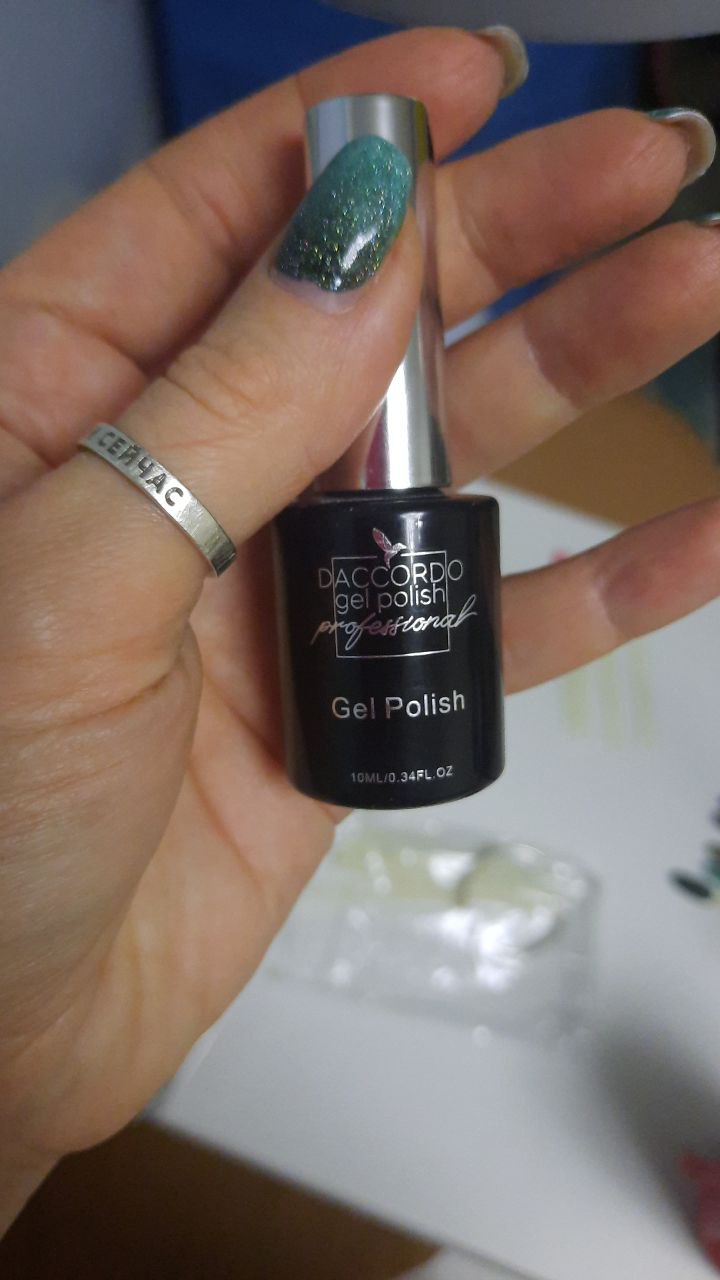 СЕЙЧАС
DACCORDO
gel polish
professional
Gel Polish
10ML/0.34FL.OZ